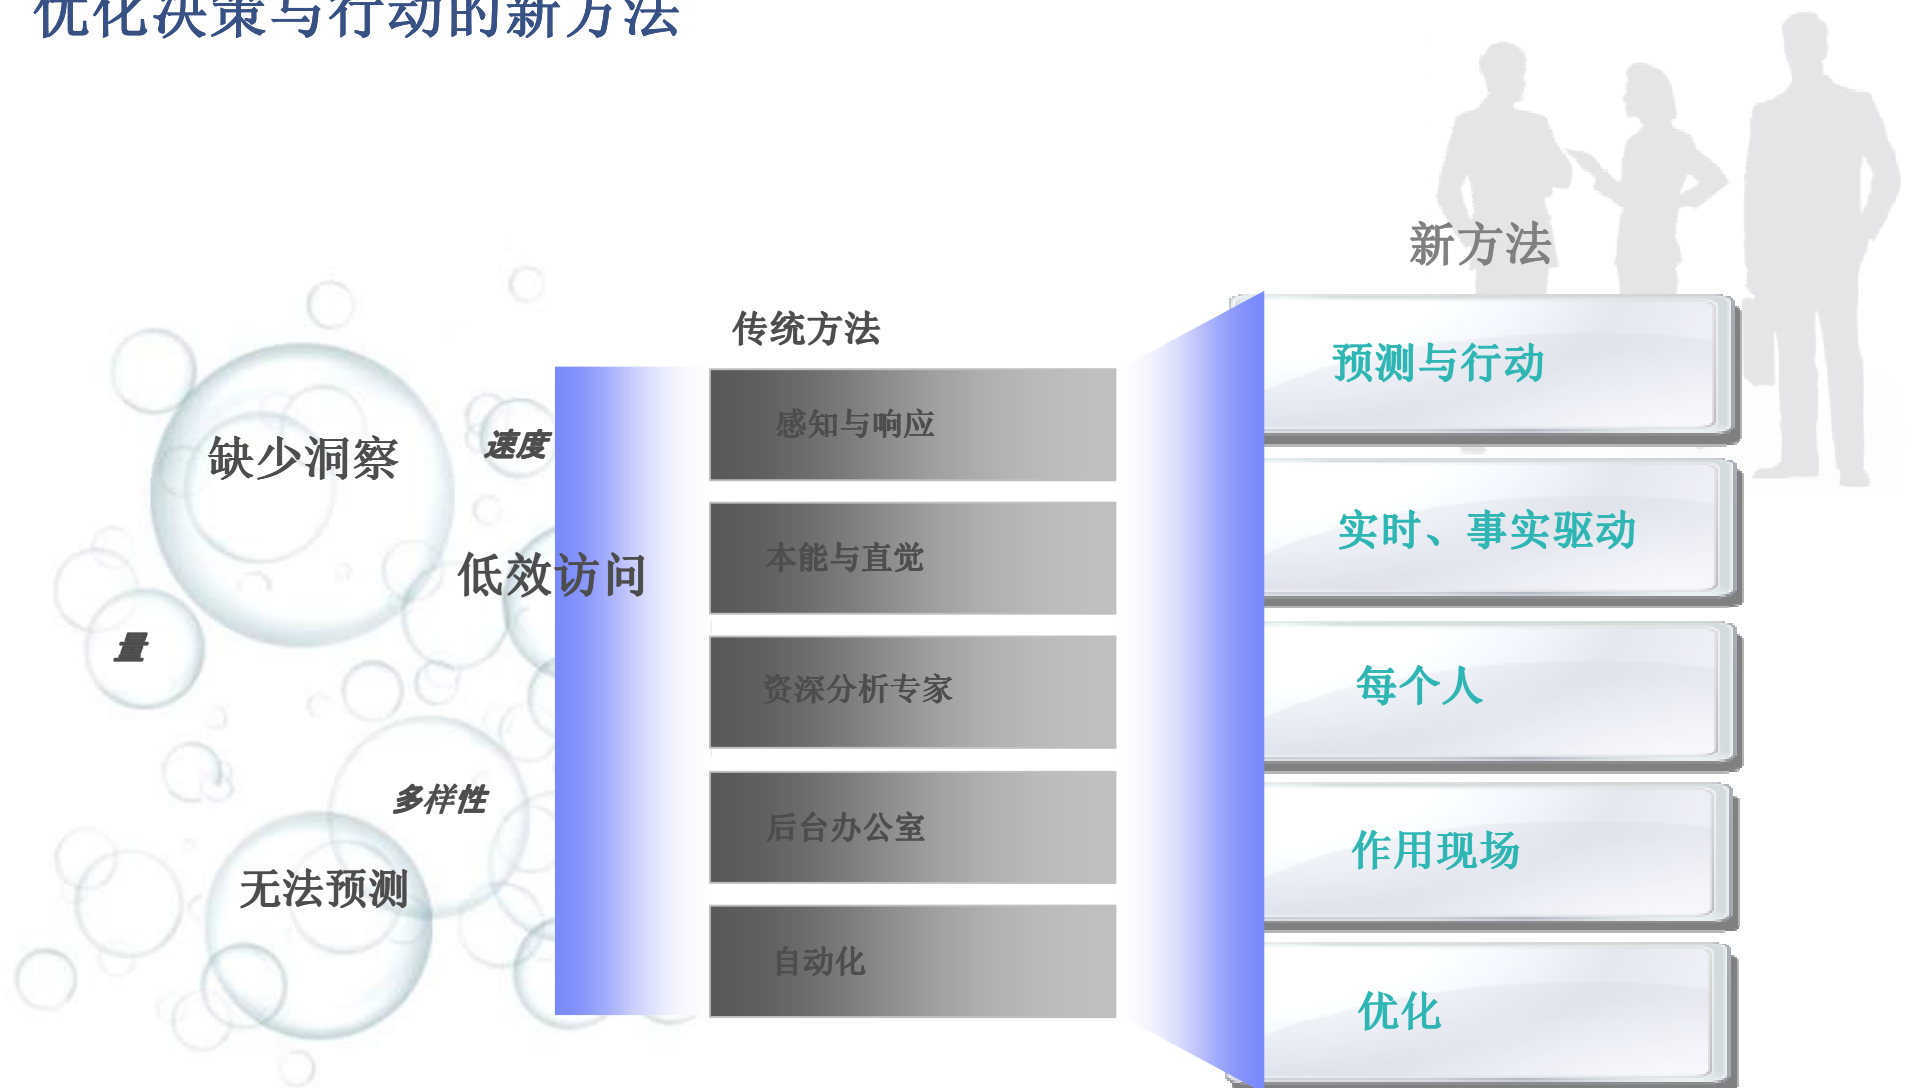 优化决策与行动的新方法
新方法
传统方法
缺少洞察
速度
低效访问
量
多样性
无法预测
感知与响应
本能与直觉
资深分析专家
后台办公室
自动化
预测与行动
实时、事实驱动
每个人
作用现场
优化